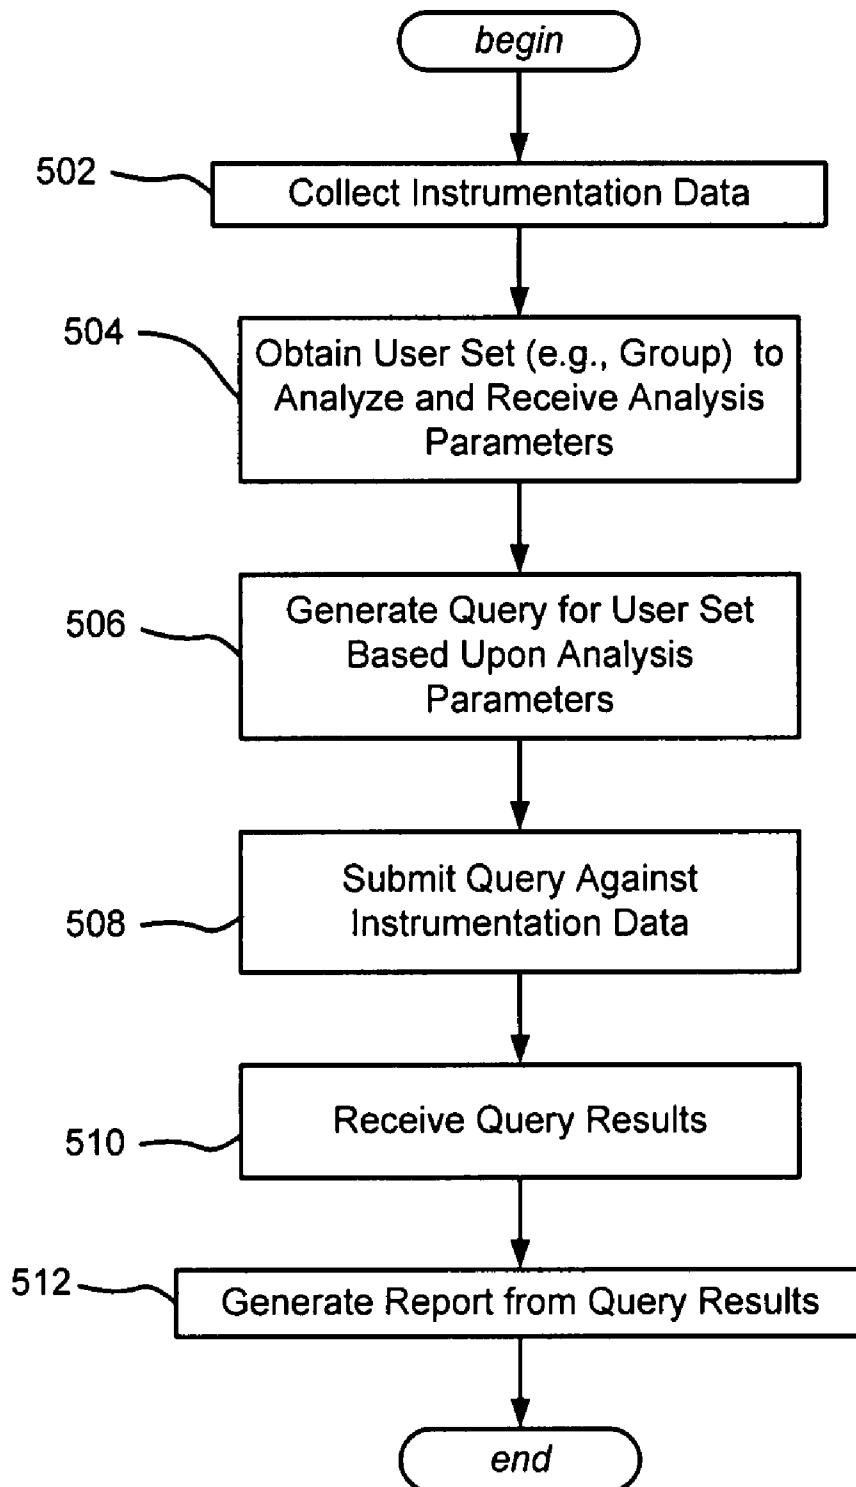 begin
502
Collect Instrumentation Data
504
Obtain User Set (e.g., Group) to
Analyze and Receive Analysis
Parameters
506
Generate Query for User Set
Based Upon Analysis
Parameters
508
Submit Query Against
Instrumentation Data
510
Receive Query Results
512
Generate Report from Query Results
end